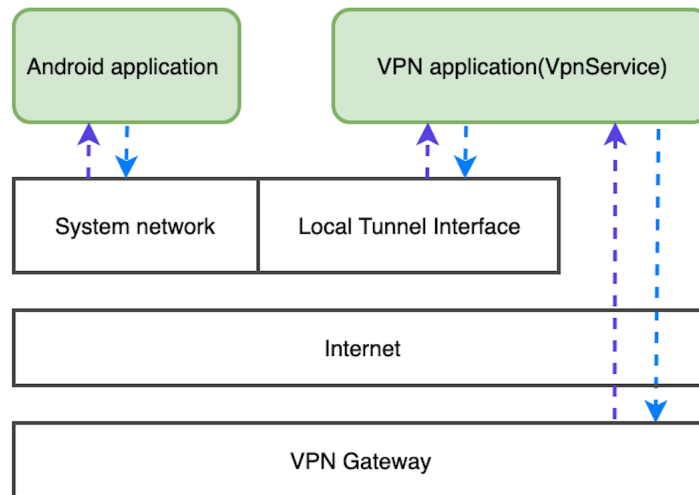 Android application
VPN application(VpnService)
System network
Local Tunnel Interface
Internet
VPN Gateway